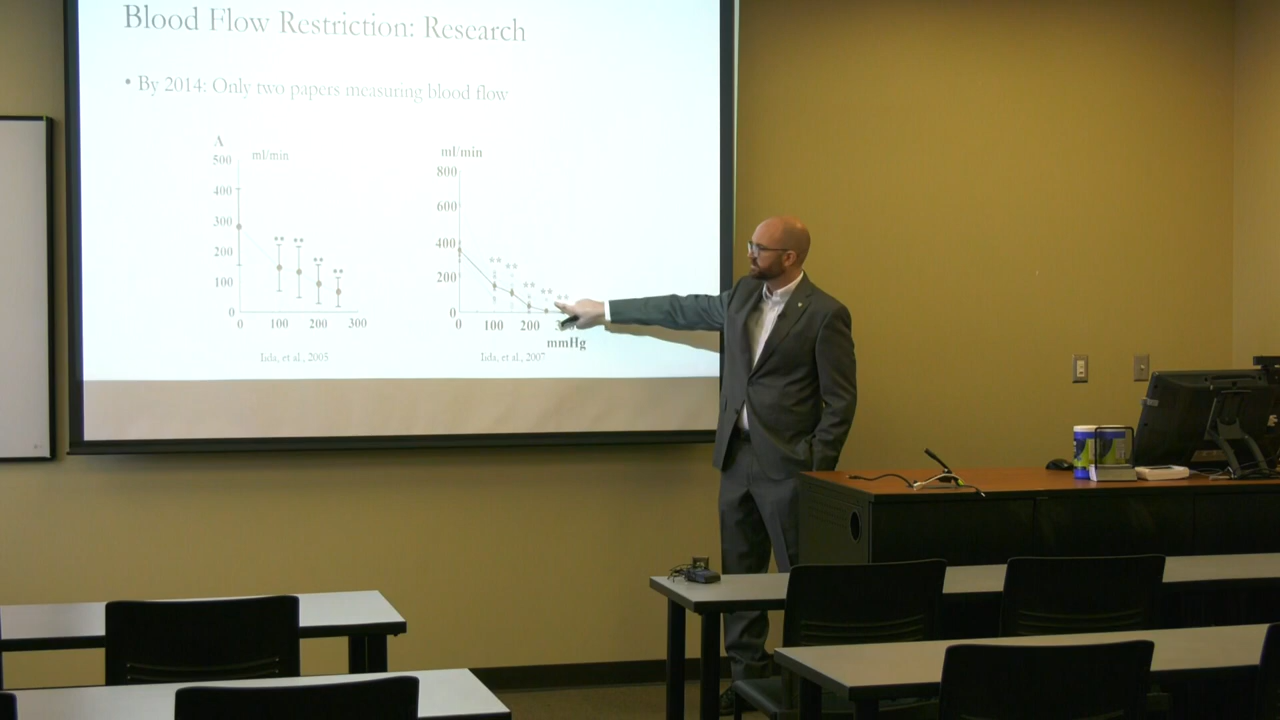 Blood Flow Restriction: Research
• By 2014: Only two papers measuring blood flow
A
ml/min
500
400
300
200
100
0
** ** ** **
0 100 200 300
Iida, et al., 2005
ml/min
800
600
400
200
0
** ** ** **
0 100 200
mmHg
Iida, et al., 2007